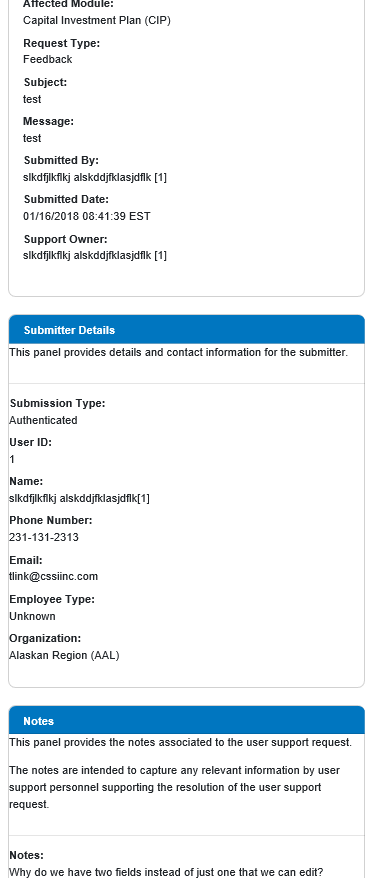 Affected Module:
Capital Investment Plan (CIP)
Request Type:
Feedback
Subject:
test
Message:
test
Submitted By:
slkdfjlkflkj alskddjfklasjdflk [1]
Submitted Date:
01/16/2018 08:41:39 EST
Support Owner:
slkdfjlkflkj alskddjfklasjdflk [1]
Submitter Details
This panel provides details and contact information for the submitter.
Submission Type:
Authenticated
User ID:
1
Name:
slkdfjlkflkj alskddjfklasjdflk[1]
Phone Number:
231-131-2313
Email:
tlink@cssiinc.com
Employee Type:
Unknown
Organization:
Alaskan Region (AAL)
Notes
This panel provides the notes associated to the user support request.
The notes are intended to capture any relevant information by user
support personnel supporting the resolution of the user support
request.
Notes:
Why do we have two fields instead of just one that we can edit?